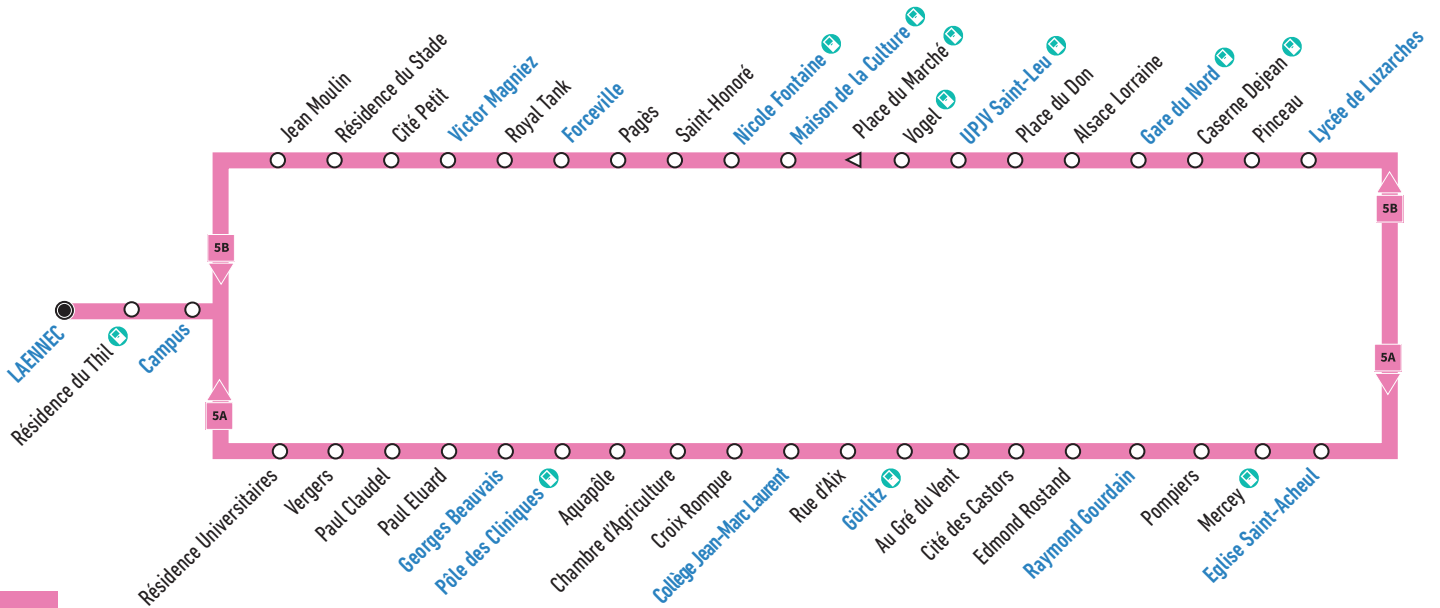 Jean Moulin
Résidence du Stade
Cité Petit
Victor Magniez
Royal Tank
Forceville
Pagès
Saint-Honoré
Nicole Fontaine
Maison de la Culture
Place du Marché
Vogel
UPJV Saint-Leu
Place du Don
Alsace Lorraine
Gare du Nord
Caserne Dejean
Pinceau
Lycée de Luzarches
5B
5B
LAENNEC
Résidence du Thil
Campus
5A
5A
Résidence Universitaires
Vergers
Paul Claudel
Paul Eluard
Georges Beauvais
Pôle des Cliniques
Aquapôle
Chambre d'Agriculture
Croix Rompue
Collège Jean-Marc Laurent
Rue d'Aix
Görlitz
Au Gré du Vent
Cité des Castors
Edmond Rostand
Raymond Gourdain
Pompiers
Mercey
Eglise Saint-Acheul